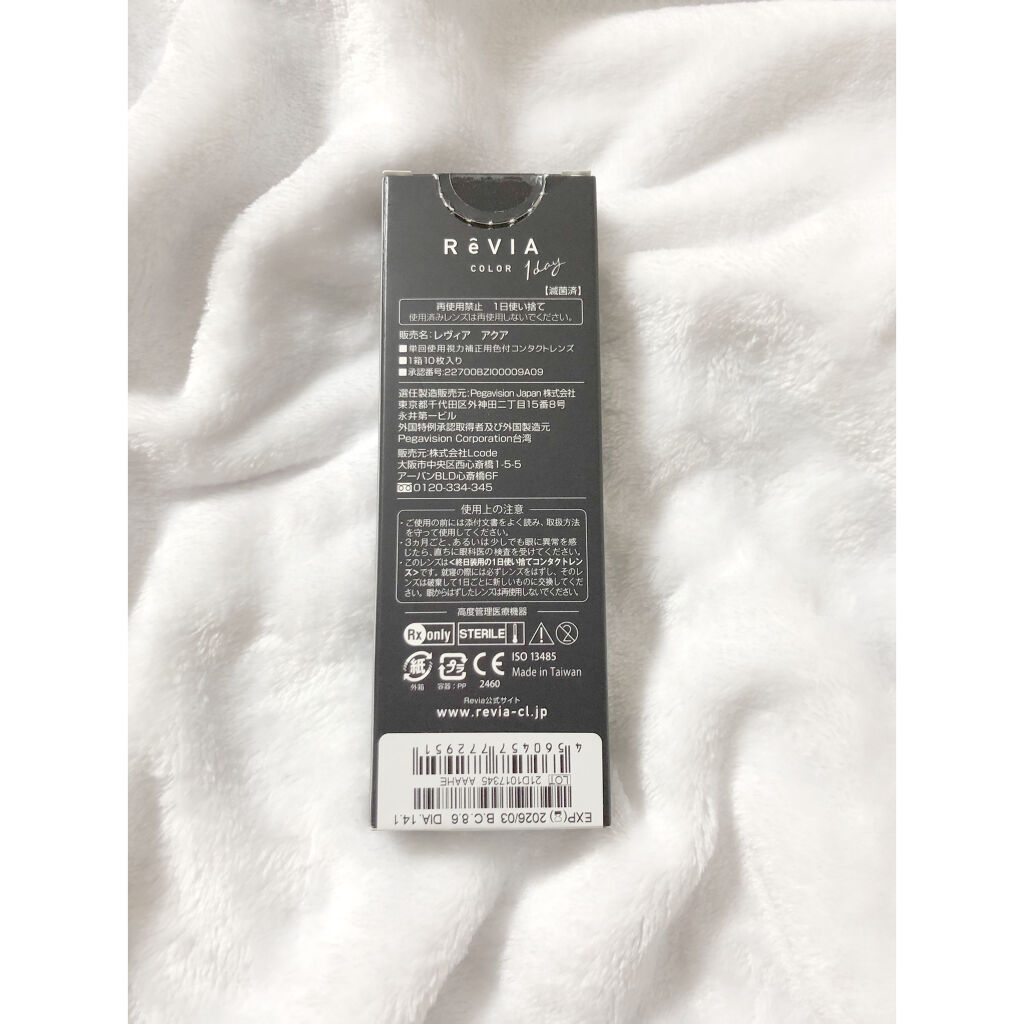 RêVIA
COLOR 1day
【滅菌済】
再使用禁止 1日使い捨て
使用済みレンズは再使用しないでください。
販売名:レヴィア アクア
■単回使用視力補正用色付コンタクトレンズ
■1箱10枚入り
■承認番号:22700BZI00009A09
選任製造販売元:Pegavision Japan 株式会社
東京都千代田区外神田二丁目15番8号
永井第一ビル
外国特例承認取得者及び外国製造元
Pegavision Corporation台湾
販売元:株式会社Lcode
大阪市中央区西心斎橋1-5-5
アーバンBLD心斎橋6F
0120-334-345
使用上の注意
・ご使用の前には添付文書をよく読み、取扱方法
を守って使用してください。
・3ヵ月ごと、あるいは少しでも眼に異常を感
じたら、直ちに眼科医の検査を受けてください。
・このレンズは<終日装用の1日使い捨てコンタクトレン
ズ>です。就寝の際には必ずレンズをはずし、そのレ
ンズは破棄して1日ごとに新しいものに交換してくだ
さい。眼からはずしたレンズは再使用しないでください。
高度管理医療機器
Rx only STERILE
紙 プラ CE ISO 13485
Made in Taiwan
外箱 容器:PP 2460
Revia公式サイト
www.revia-cl.jp
EXP() 2026/03 B.C.8.6 DIA.14.1
LOT 21D1017345 AAAHE
4 560457 772951